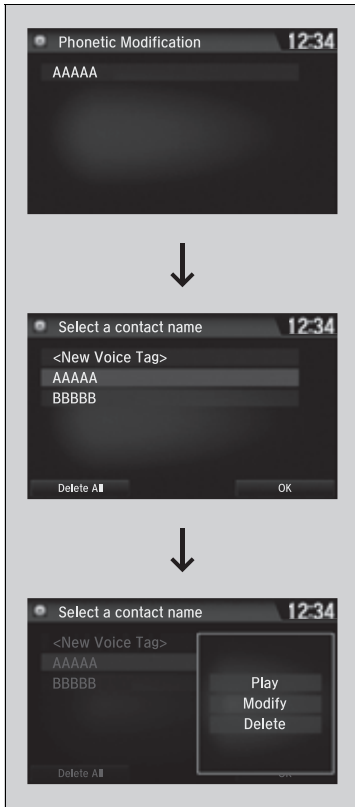 Phonetic Modification 12:34
AAAAA
Select a contact name 12:34
<New Voice Tag>
AAAAA
BBBBB
Delete All OK
Select a contact name 12:34
<New Voice Tag>
AAAAA
BBBBB
Play
Modify
Delete
Delete All